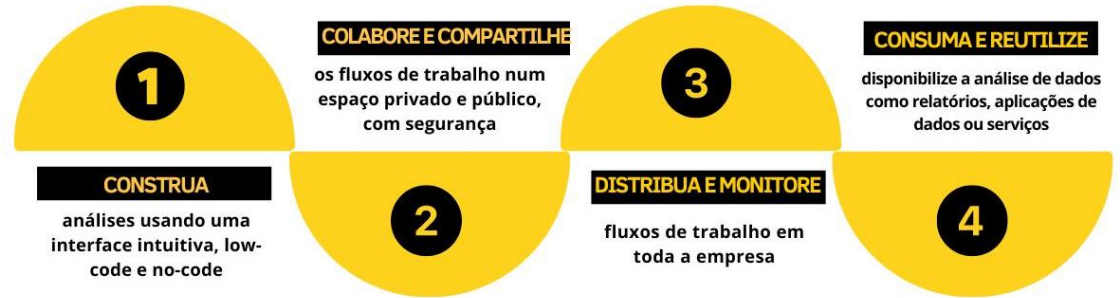 1
CONSTRUA
análises usando uma
interface intuitiva, low-
code e no-code
COLABORE E COMPARTILHE
os fluxos de trabalho num
espaço privado e público,
com segurança
2
3
DISTRIBUA E MONITORE
fluxos de trabalho em
toda a empresa
CONSUMA E REUTILIZE
disponibilize a análise de dados
como relatórios, aplicações de
dados ou serviços
4